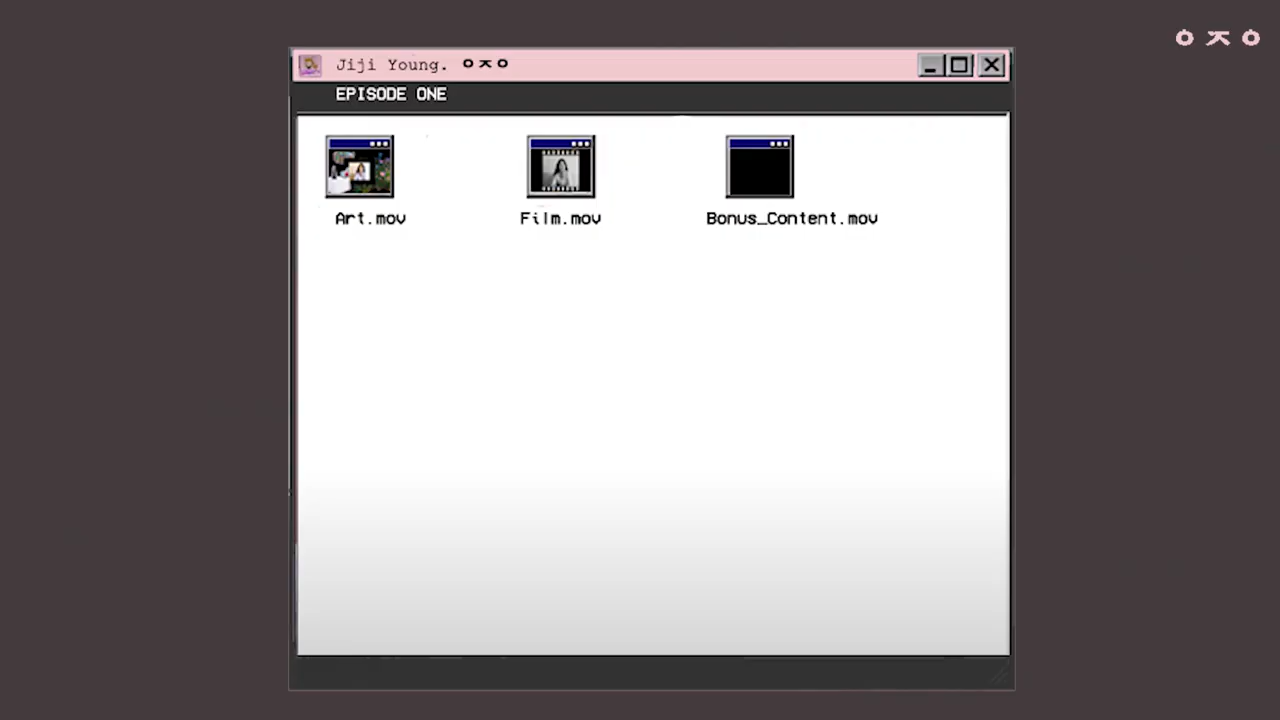 ㅇㅈㅇ
Jiji Young. ㅇㅈㅇ
EPISODE ONE
Art.mov
Film.mov
Bonus_Content.mov